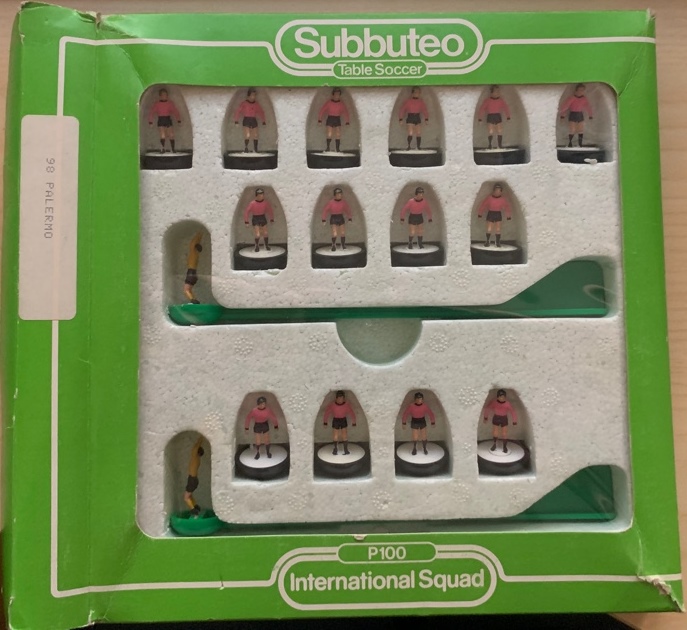 Subbuteo
Table Soccer
98 PALERMO
P100
International Squad